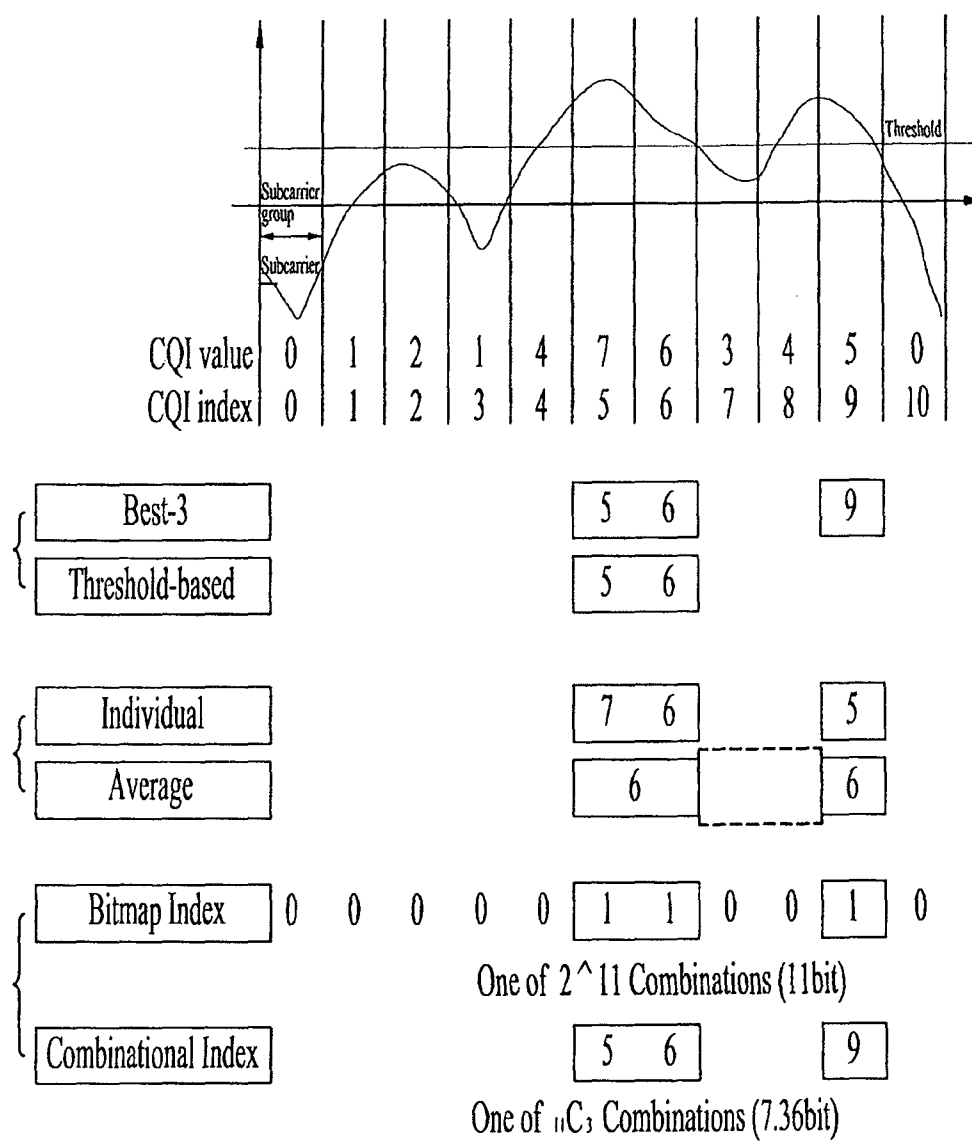 Threshold
Subcarrier
group
Subcarrier
CQI value 0 1 2 1 4 7 6 3 4 5 0
CQI index 0 1 2 3 4 5 6 7 8 9 10
Best-3 5 6 9
Threshold-based 5 6
Individual 7 6 5
Average 6 6
Bitmap Index 0 0 0 0 0 1 1 0 0 1 0
One of 2^11 Combinations (11bit)
Combinational Index 5 6 9
One of ₁₁C₃ Combinations (7.36bit)